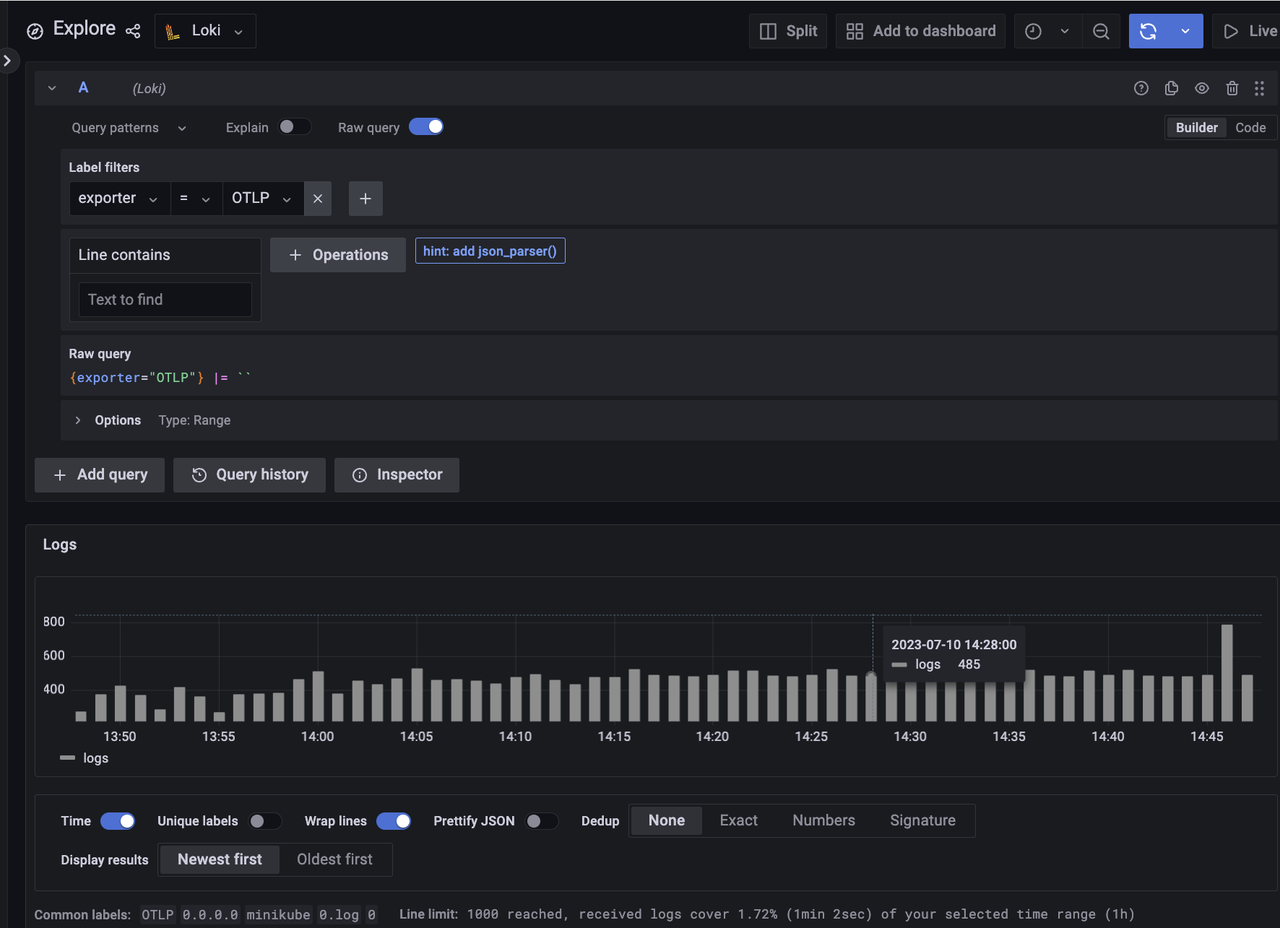 Explore Loki Split Add to dashboard Live
A (Loki)
Query patterns Explain Raw query Builder Code
Label filters
exporter = OTLP
Line contains + Operations hint: add json_parser()
Text to find
Raw query
{exporter="OTLP"} |= ``
Options Type: Range
+ Add query Query history Inspector
Logs
800
600
400
2023-07-10 14:28:00
logs 485
13:50 13:55 14:00 14:05 14:10 14:15 14:20 14:25 14:30 14:35 14:40 14:45
logs
Time Unique labels Wrap lines Prettify JSON Dedup None Exact Numbers Signature
Display results Newest first Oldest first
Common labels: OTLP 0.0.0.0 minikube 0.log 0 Line limit: 1000 reached, received logs cover 1.72% (1min 2sec) of your selected time range (1h)